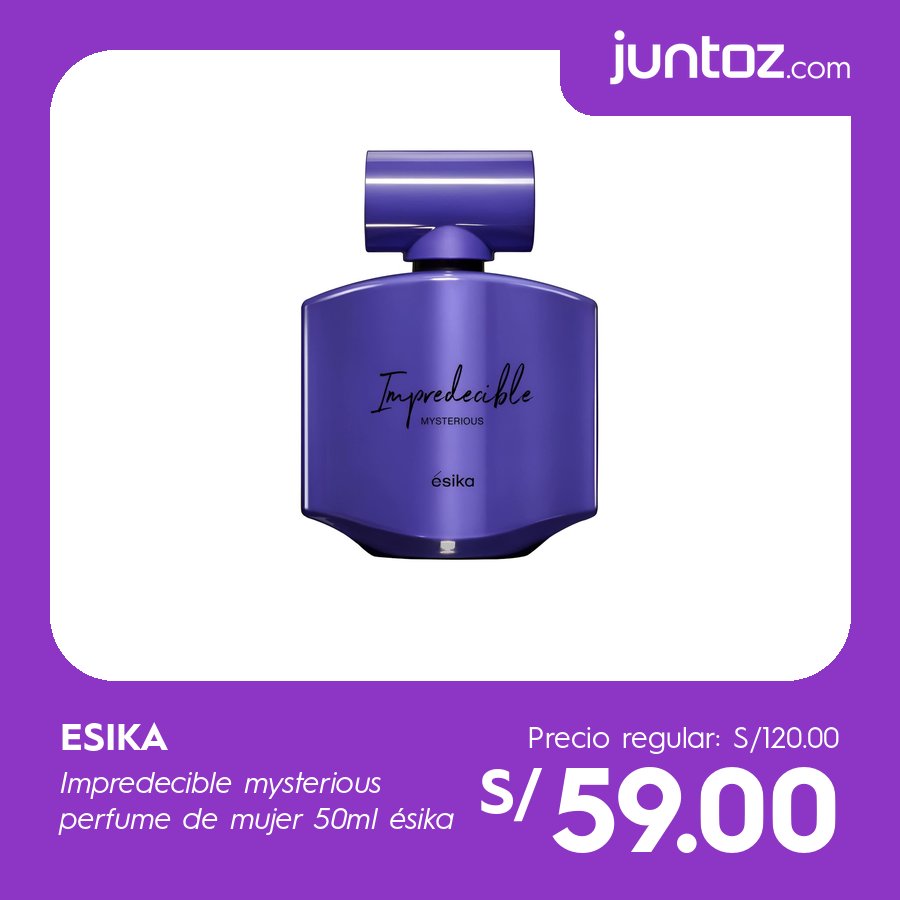 juntoz.com
Impredecible
MYSTERIOUS
ésika
ESIKA
Impredecible mysterious
perfume de mujer 50ml ésika
Precio regular: S/120.00
S/59.00